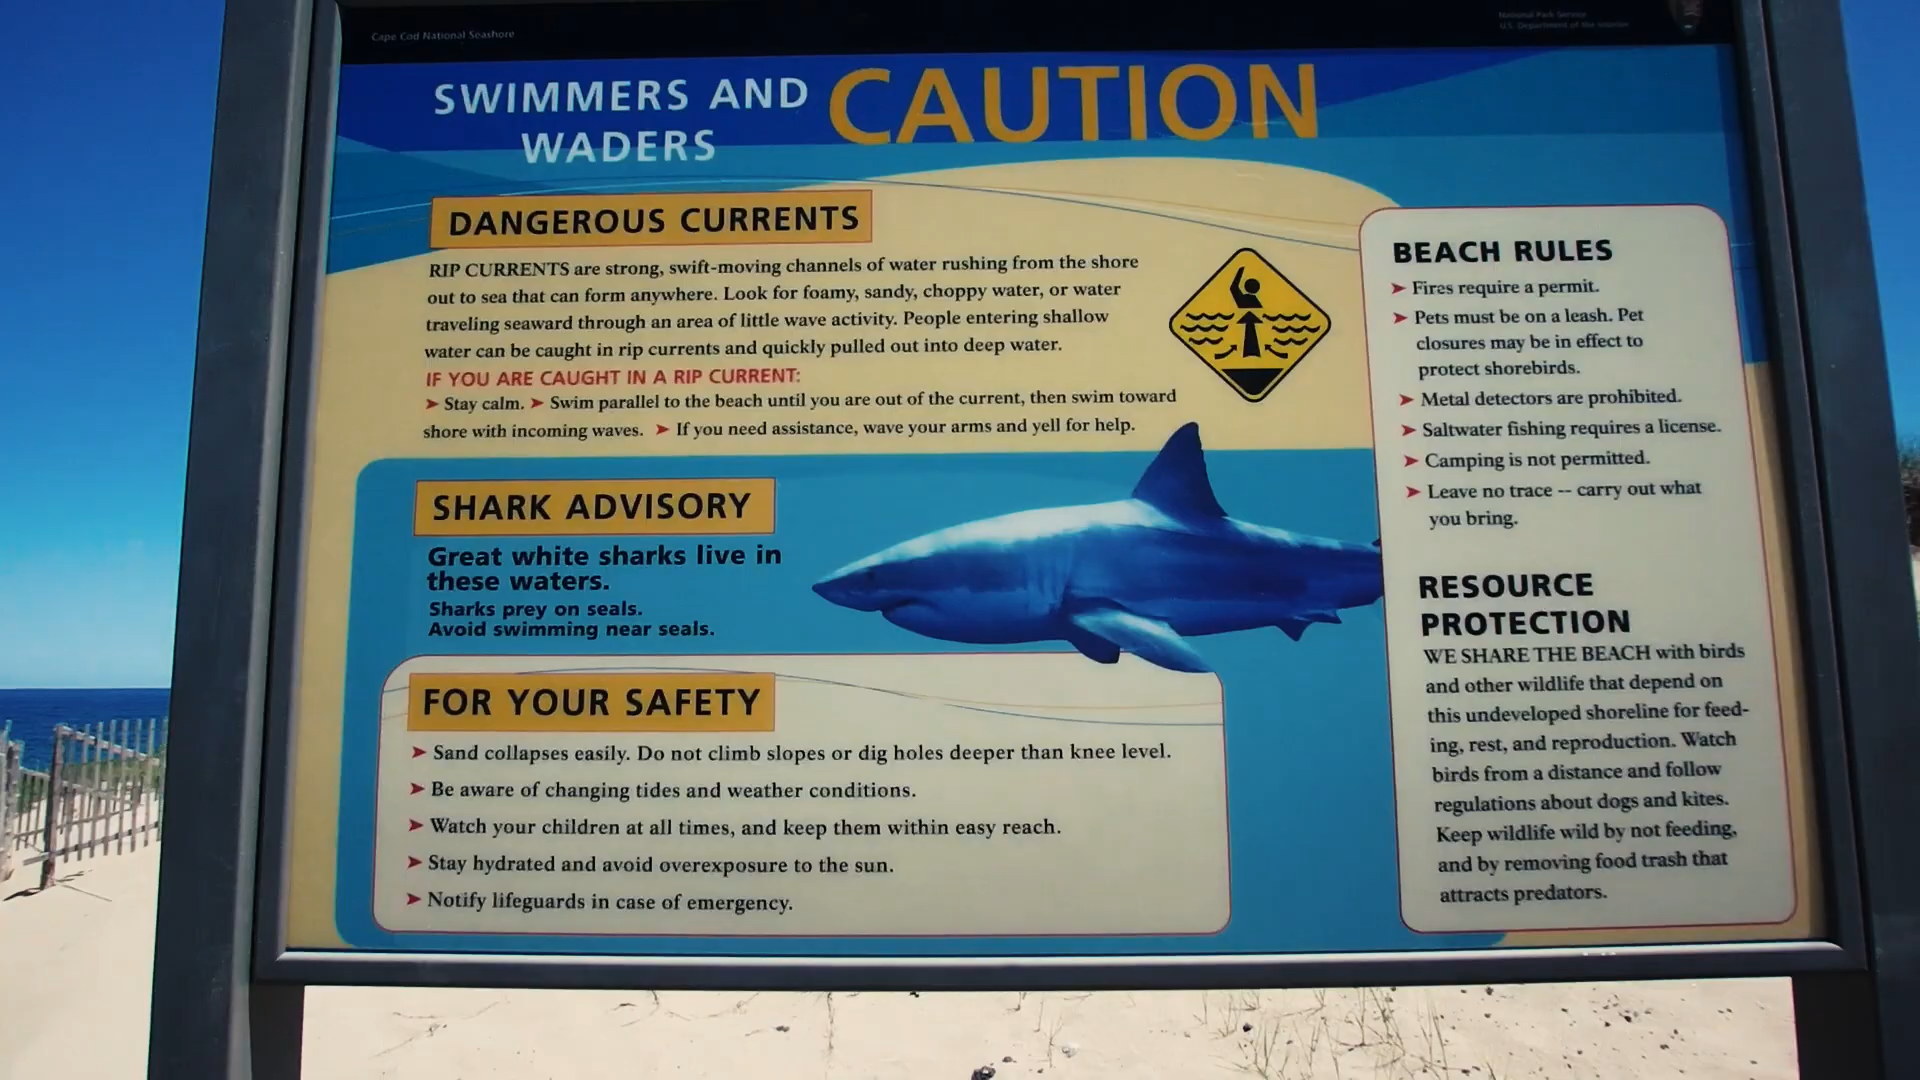 Cape Cod National Seashore
National Park Service
U.S. Department of the Interior
SWIMMERS AND
WADERS
CAUTION
DANGEROUS CURRENTS
RIP CURRENTS are strong, swift-moving channels of water rushing from the shore
out to sea that can form anywhere. Look for foamy, sandy, choppy water, or water
traveling seaward through an area of little wave activity. People entering shallow
water can be caught in rip currents and quickly pulled out into deep water.
IF YOU ARE CAUGHT IN A RIP CURRENT:
➤ Stay calm. ➤ Swim parallel to the beach until you are out of the current, then swim toward
shore with incoming waves. ➤ If you need assistance, wave your arms and yell for help.
SHARK ADVISORY
Great white sharks live in
these waters.
Sharks prey on seals.
Avoid swimming near seals.
FOR YOUR SAFETY
➤ Sand collapses easily. Do not climb slopes or dig holes deeper than knee level.
➤ Be aware of changing tides and weather conditions.
➤ Watch your children at all times, and keep them within easy reach.
➤ Stay hydrated and avoid overexposure to the sun.
➤ Notify lifeguards in case of emergency.
BEACH RULES
➤ Fires require a permit.
➤ Pets must be on a leash. Pet
closures may be in effect to
protect shorebirds.
➤ Metal detectors are prohibited.
➤ Saltwater fishing requires a license.
➤ Camping is not permitted.
➤ Leave no trace -- carry out what
you bring.
RESOURCE
PROTECTION
WE SHARE THE BEACH with birds
and other wildlife that depend on
this undeveloped shoreline for feed-
ing, rest, and reproduction. Watch
birds from a distance and follow
regulations about dogs and kites.
Keep wildlife wild by not feeding,
and by removing food trash that
attracts predators.